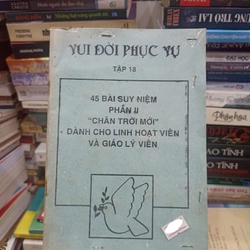 VUI ĐỜI PHỤC VỤ
TẬP 18
45 BÀI SUY NIỆM
PHẦN II
"CHÂN TRỜI MỚI"
DÀNH CHO LINH HOẠT VIÊN
VÀ GIÁO LÝ VIÊN